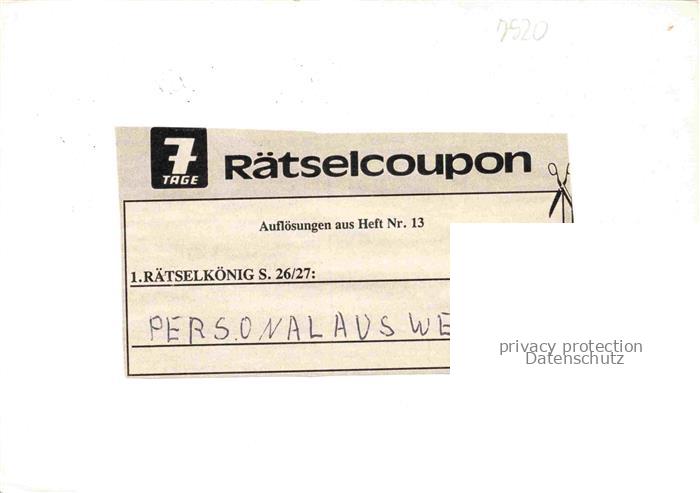 7520
7
TAGE
Rätselcoupon
Auflösungen aus Heft Nr. 13
1.RÄTSELKÖNIG S. 26/27:
PERSONALAUSWE
privacy protection
Datenschutz